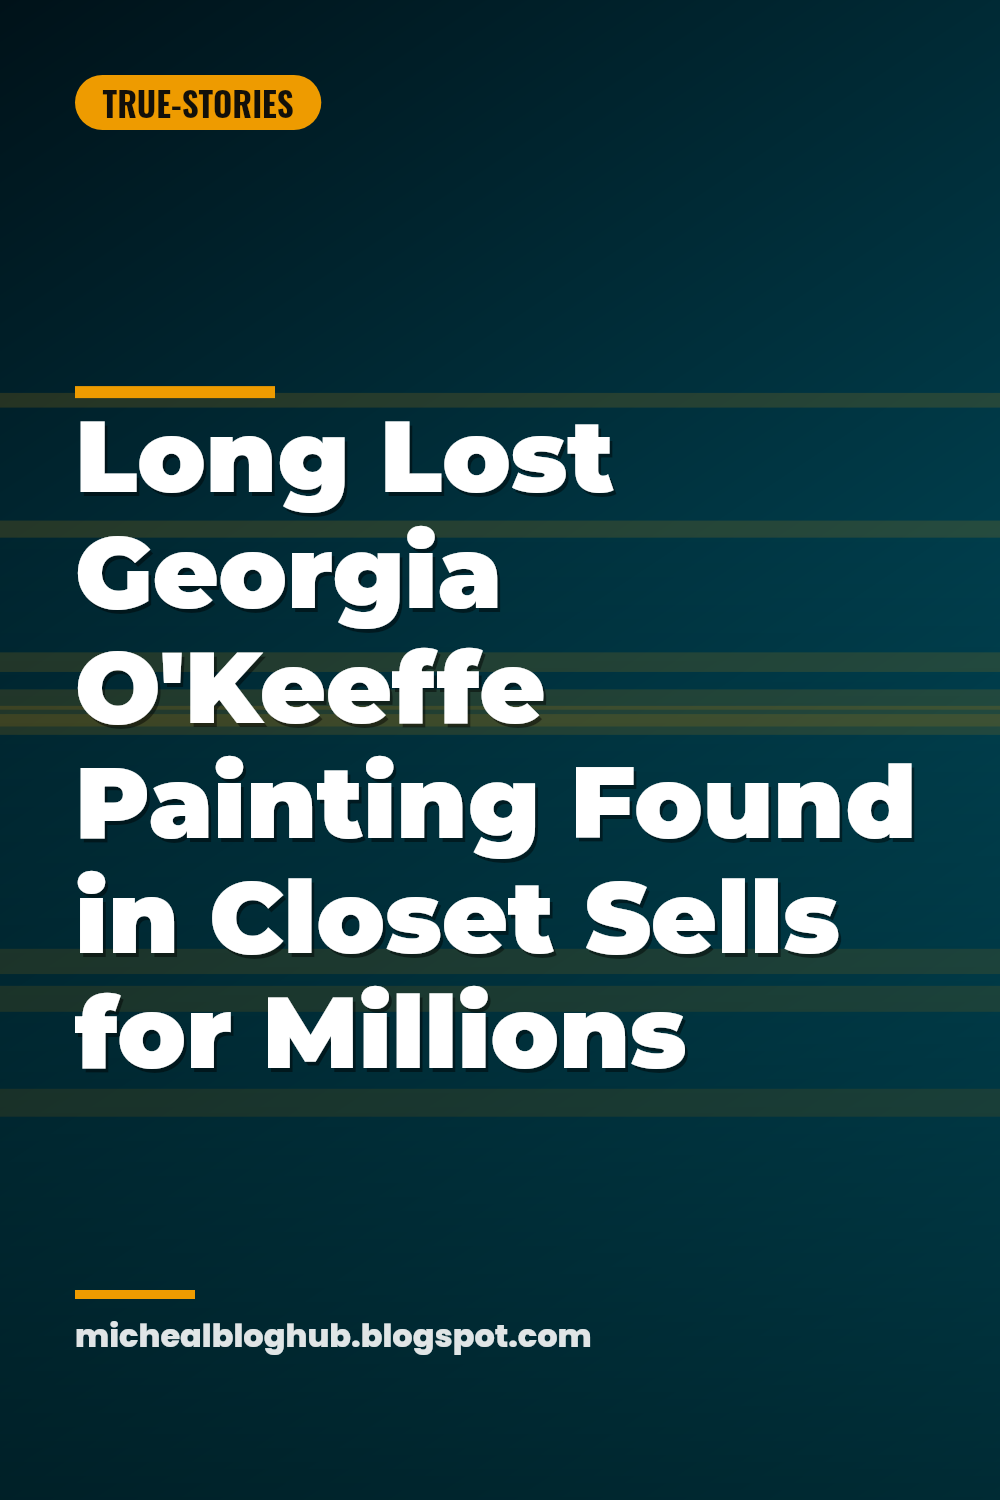 TRUE-STORIES
Long Lost
Georgia
O'Keeffe
Painting Found
in Closet Sells
for Millions
michealbloghub.blogspot.com